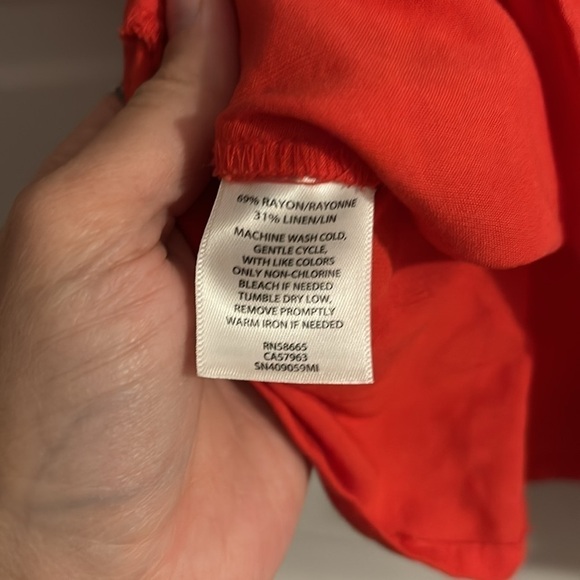 69% RAYON/RAYONNE
31% LINEN/LIN
MACHINE WASH COLD,
GENTLE CYCLE,
WITH LIKE COLORS
ONLY NON-CHLORINE
BLEACH IF NEEDED
TUMBLE DRY LOW,
REMOVE PROMPTLY
WARM IRON IF NEEDED
RN58665
CA57963
SN409059MI